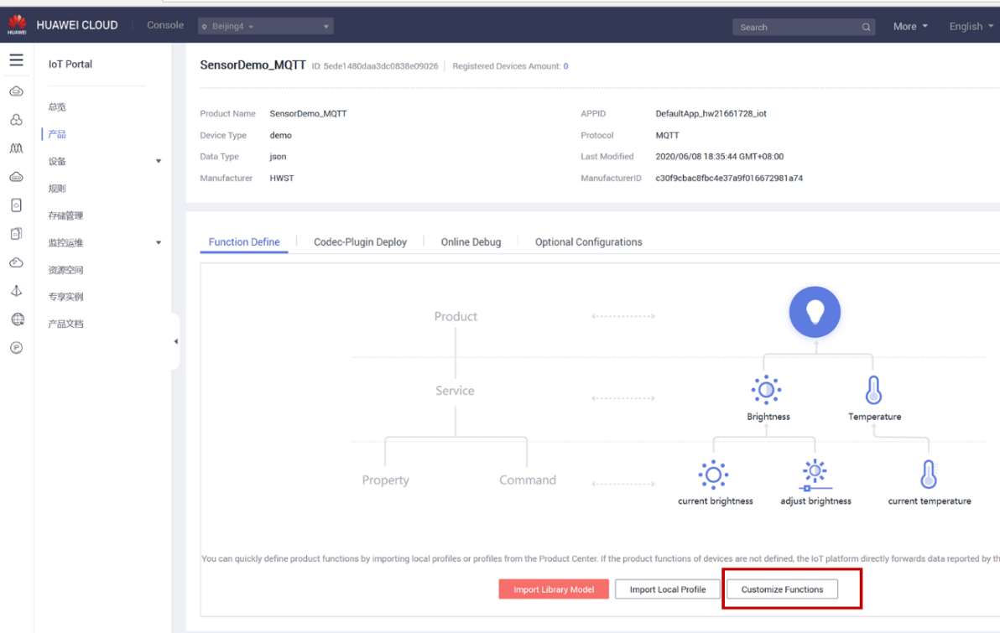 HUAWEI
HUAWEI CLOUD
Console
Beijing4
Search
More
English
IoT Portal
总览
产品
设备
规则
存储管理
监控运维
资源空间
专享实例
产品文档
SensorDemo_MQTT ID: 5ede1480daa3dc0838e09026 Registered Devices Amount: 0
Product Name SensorDemo_MQTT APPID DefaultApp_hw21661728_iot
Device Type demo Protocol MQTT
Data Type json Last Modified 2020/06/08 18:35:44 GMT+08:00
Manufacturer HWST ManufacturerID c30f9cbac8fbc4e37a9f016672981a74
Function Define Codec-Plugin Deploy Online Debug Optional Configurations
Product
Service
Brightness Temperature
Property Command
current brightness adjust brightness current temperature
You can quickly define product functions by importing local profiles or profiles from the Product Center. If the product functions of devices are not defined, the IoT platform directly forwards data reported by th
Import Library Model Import Local Profile Customize Functions